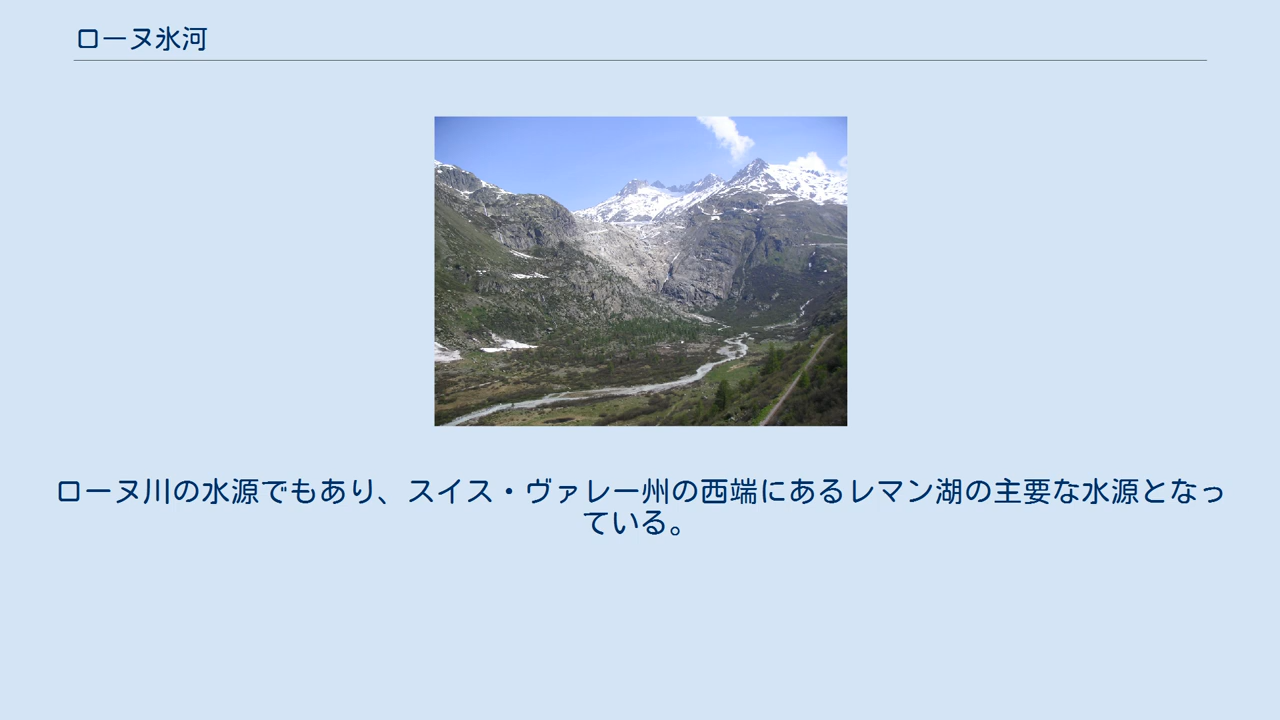 ローヌ氷河
ローヌ川の水源でもあり、スイス・ヴァレー州の西端にあるレマン湖の主要な水源となっ
ている。